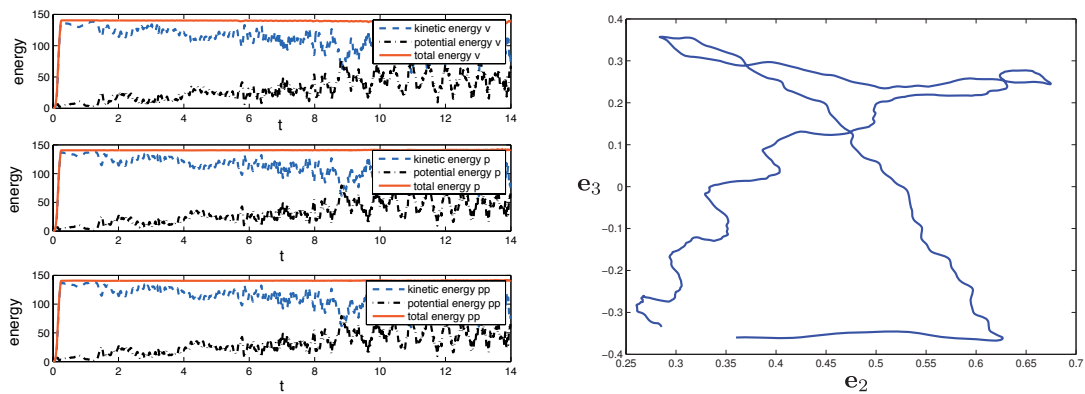 150
100
50
0
energy
kinetic energy v
potential energy v
total energy v
0 2 4 6 8 10 12 14
t
150
100
50
0
energy
kinetic energy p
potential energy p
total energy p
0 2 4 6 8 10 12 14
t
150
100
50
0
energy
kinetic energy pp
potential energy pp
total energy pp
0 2 4 6 8 10 12 14
t
0.4
0.3
0.2
0.1
0
−0.1
−0.2
−0.3
−0.4
e3
0.25 0.3 0.35 0.4 0.45 0.5 0.55 0.6 0.65 0.7
e2